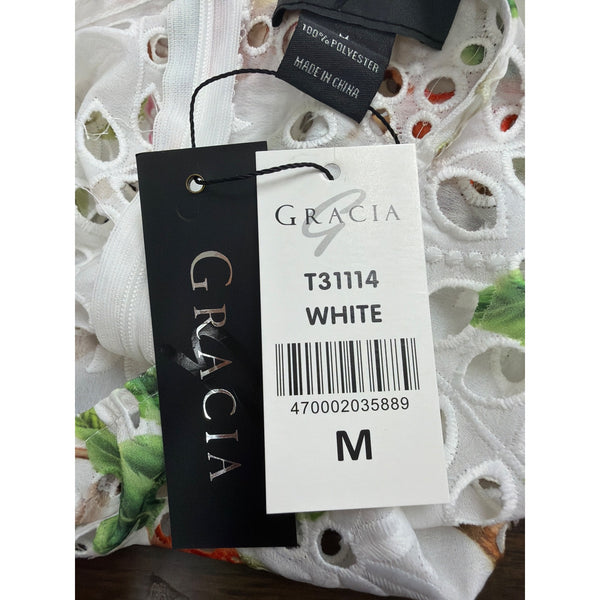 M
100% POLYESTER
MADE IN CHINA
GRACIA
G
GRACIA
T31114
WHITE
470002035889
M